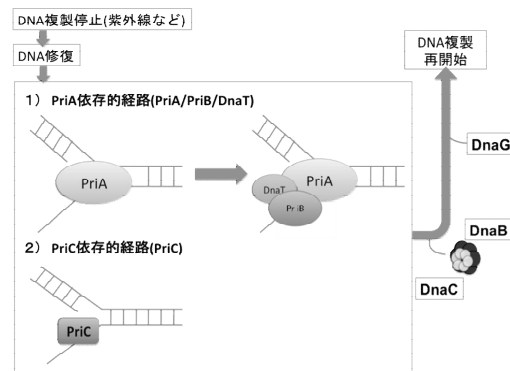 DNA複製停止(紫外線など)
DNA修復
1） PriA依存的経路(PriA/PriB/DnaT)
PriA
DnaT
PriA
PriB
2） PriC依存的経路(PriC)
PriC
DNA複製
再開始
DnaG
DnaB
DnaC